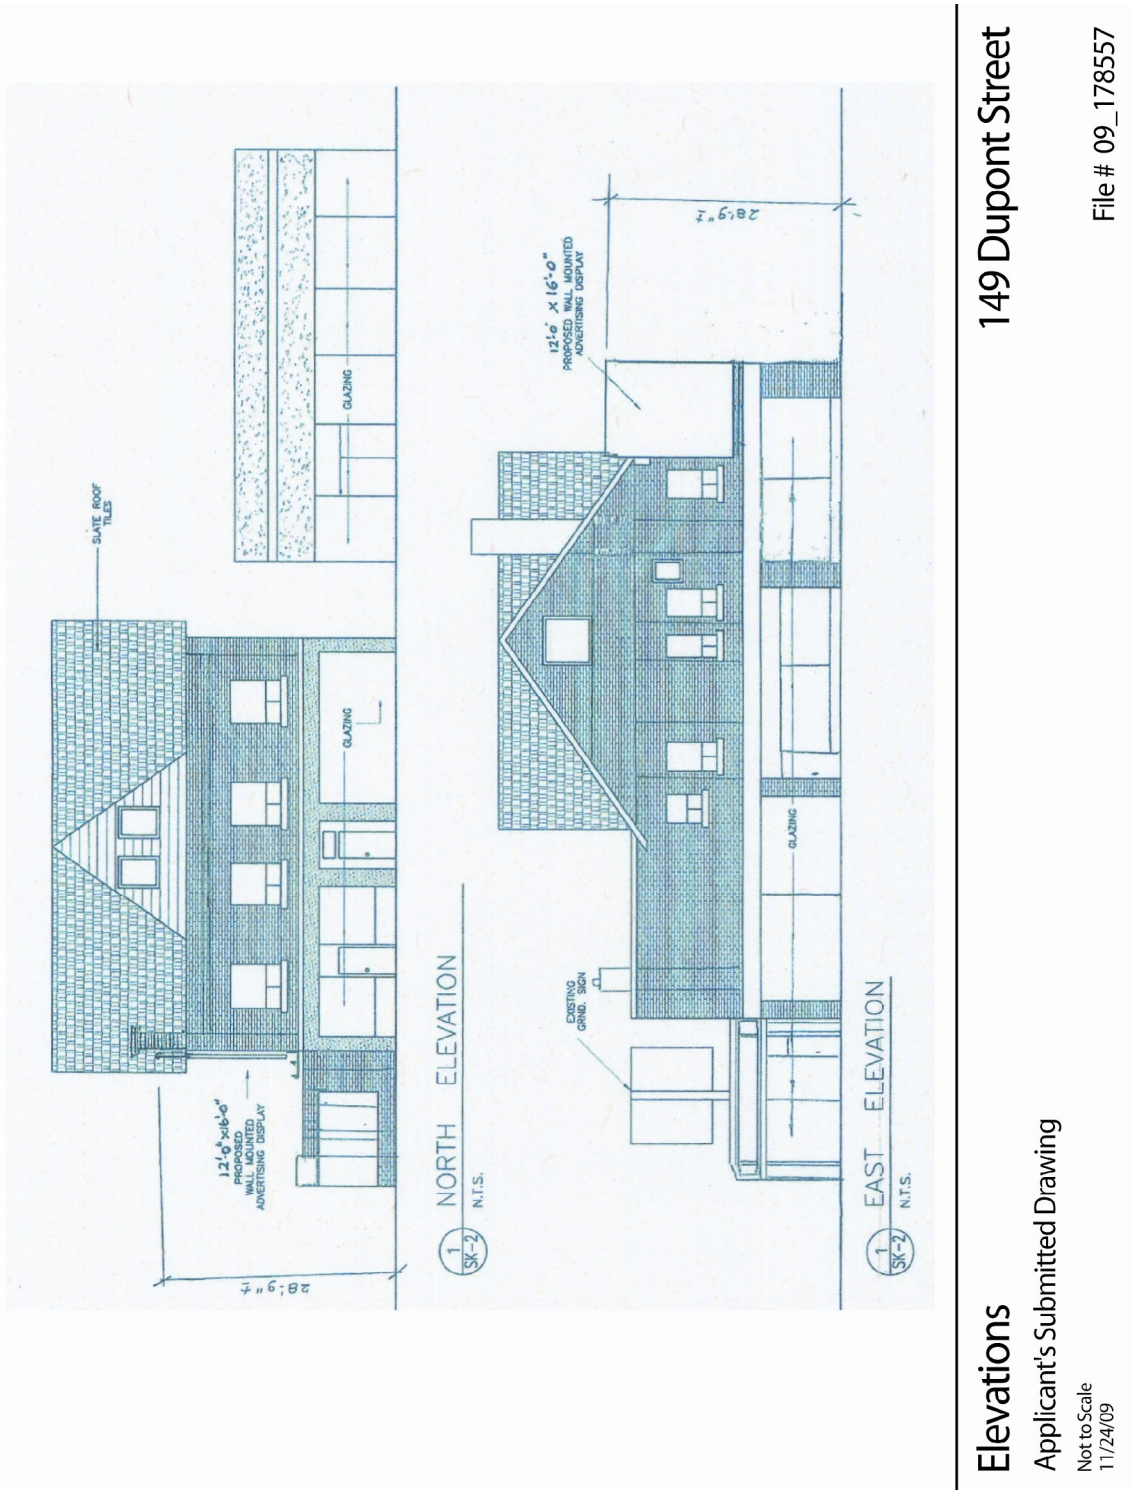 SLATE ROOF
TILES
GLAZING
GLAZING
12'-0"x16'-0"
PROPOSED
WALL MOUNTED
ADVERTISING DISPLAY
28'-9"±
1
SK-2
NORTH ELEVATION
N.T.S.
12'-0" x 16'-0"
PROPOSED WALL MOUNTED
ADVERTISING DISPLAY
28'-9"±
EXISTING
GRND. SIGN
GLAZING
1
SK-2
EAST ELEVATION
N.T.S.
Elevations
149 Dupont Street
Applicant's Submitted Drawing
Not to Scale
11/24/09
File # 09_178557